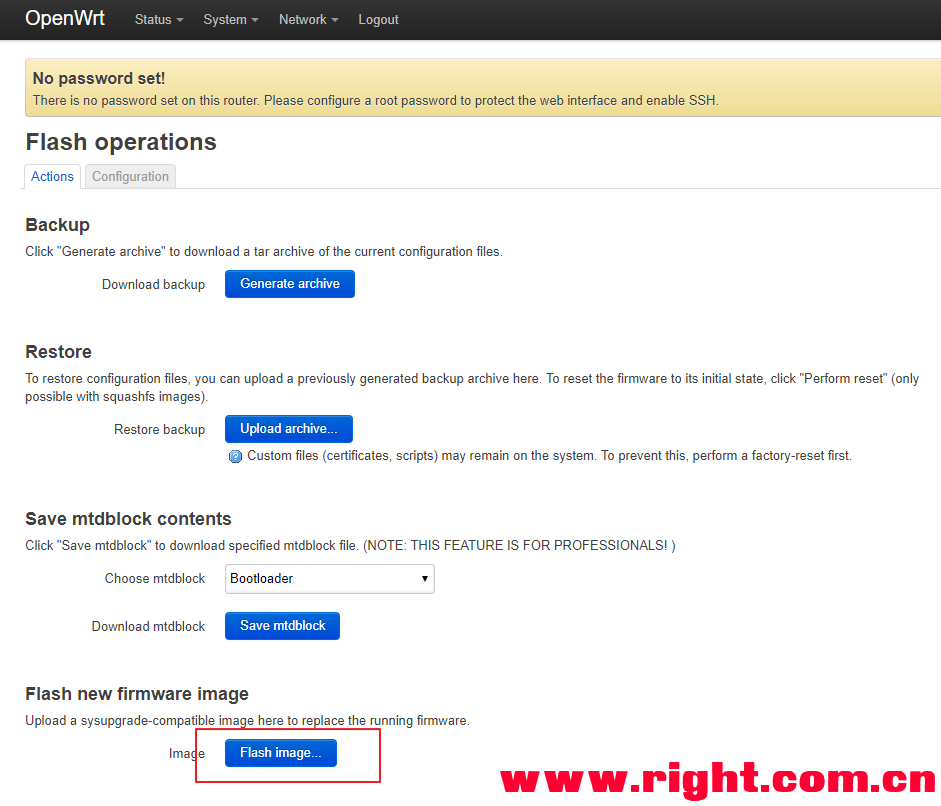 OpenWrt Status System Network Logout
No password set!
There is no password set on this router. Please configure a root password to protect the web interface and enable SSH.
Flash operations
Actions Configuration
Backup
Click "Generate archive" to download a tar archive of the current configuration files.
Download backup Generate archive
Restore
To restore configuration files, you can upload a previously generated backup archive here. To reset the firmware to its initial state, click "Perform reset" (only
possible with squashfs images).
Restore backup Upload archive...
Custom files (certificates, scripts) may remain on the system. To prevent this, perform a factory-reset first.
Save mtdblock contents
Click "Save mtdblock" to download specified mtdblock file. (NOTE: THIS FEATURE IS FOR PROFESSIONALS! )
Choose mtdblock Bootloader
Download mtdblock Save mtdblock
Flash new firmware image
Upload a sysupgrade-compatible image here to replace the running firmware.
Image Flash image...
www.right.com.cn